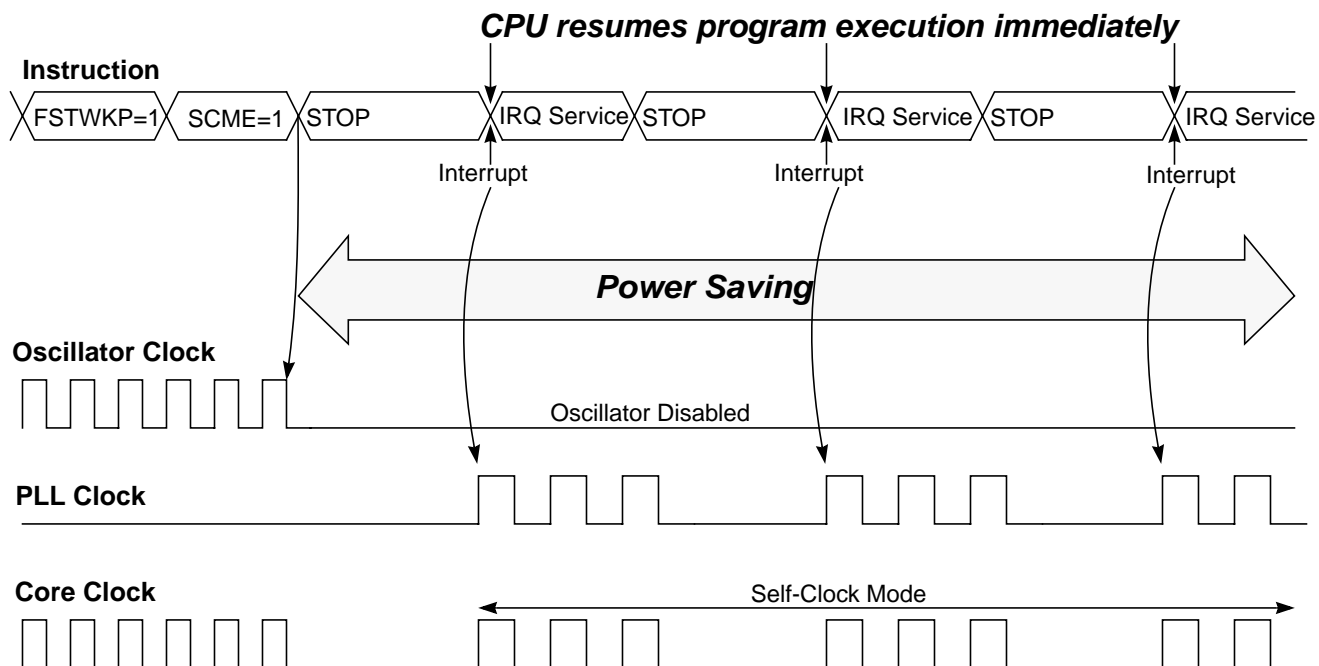 CPU resumes program execution immediately
Instruction
FSTWKP=1 SCME=1 STOP IRQ Service STOP IRQ Service STOP IRQ Service
Interrupt Interrupt Interrupt
Power Saving
Oscillator Clock
Oscillator Disabled
PLL Clock
Core Clock
Self-Clock Mode